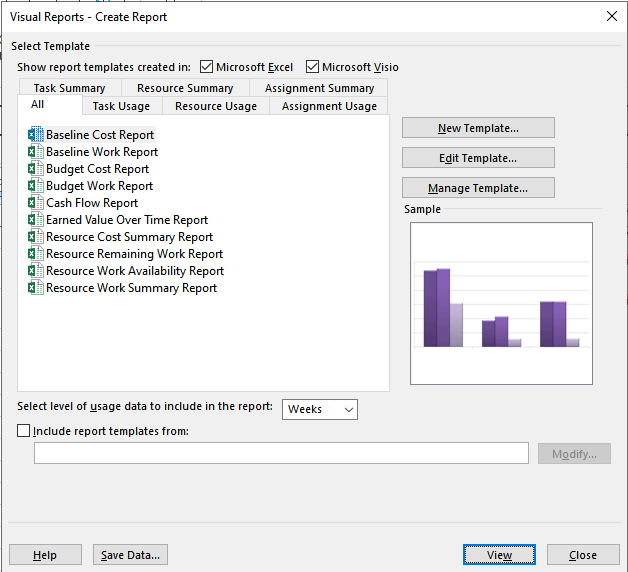 Visual Reports - Create Report
Select Template
Show report templates created in: Microsoft Excel Microsoft Visio
Task Summary Resource Summary Assignment Summary
All Task Usage Resource Usage Assignment Usage
Baseline Cost Report
Baseline Work Report
Budget Cost Report
Budget Work Report
Cash Flow Report
Earned Value Over Time Report
Resource Cost Summary Report
Resource Remaining Work Report
Resource Work Availability Report
Resource Work Summary Report
New Template...
Edit Template...
Manage Template...
Sample
Select level of usage data to include in the report: Weeks
Include report templates from:
Modify...
Help Save Data... View Close